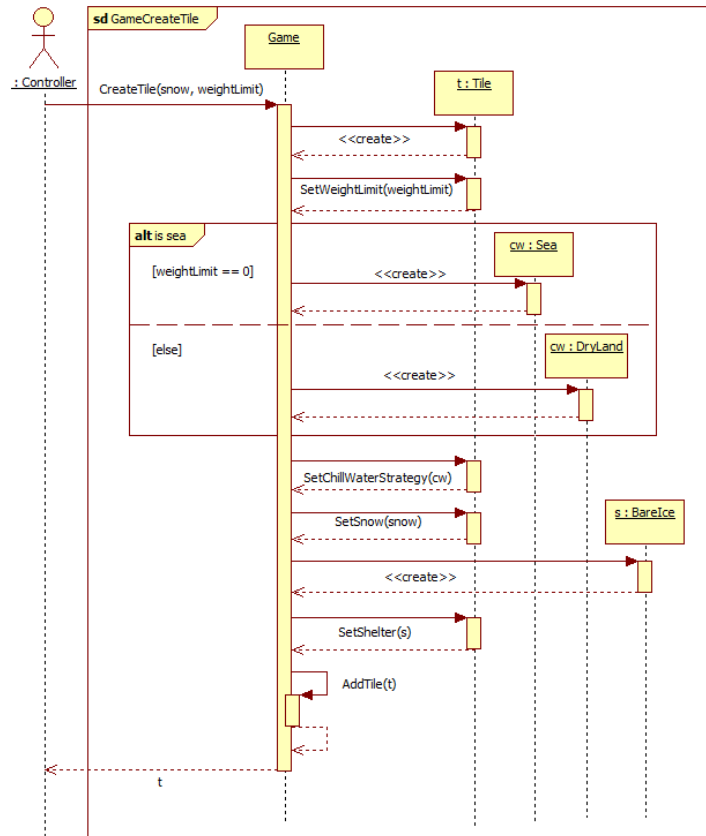 sd GameCreateTile
Game
: Controller
t : Tile
CreateTile(snow, weightLimit)
<<create>>
SetWeightLimit(weightLimit)
alt is sea
cw : Sea
[weightLimit == 0]
<<create>>
[else]
cw : DryLand
<<create>>
SetChillWaterStrategy(cw)
s : BareIce
SetSnow(snow)
<<create>>
SetShelter(s)
AddTile(t)
t